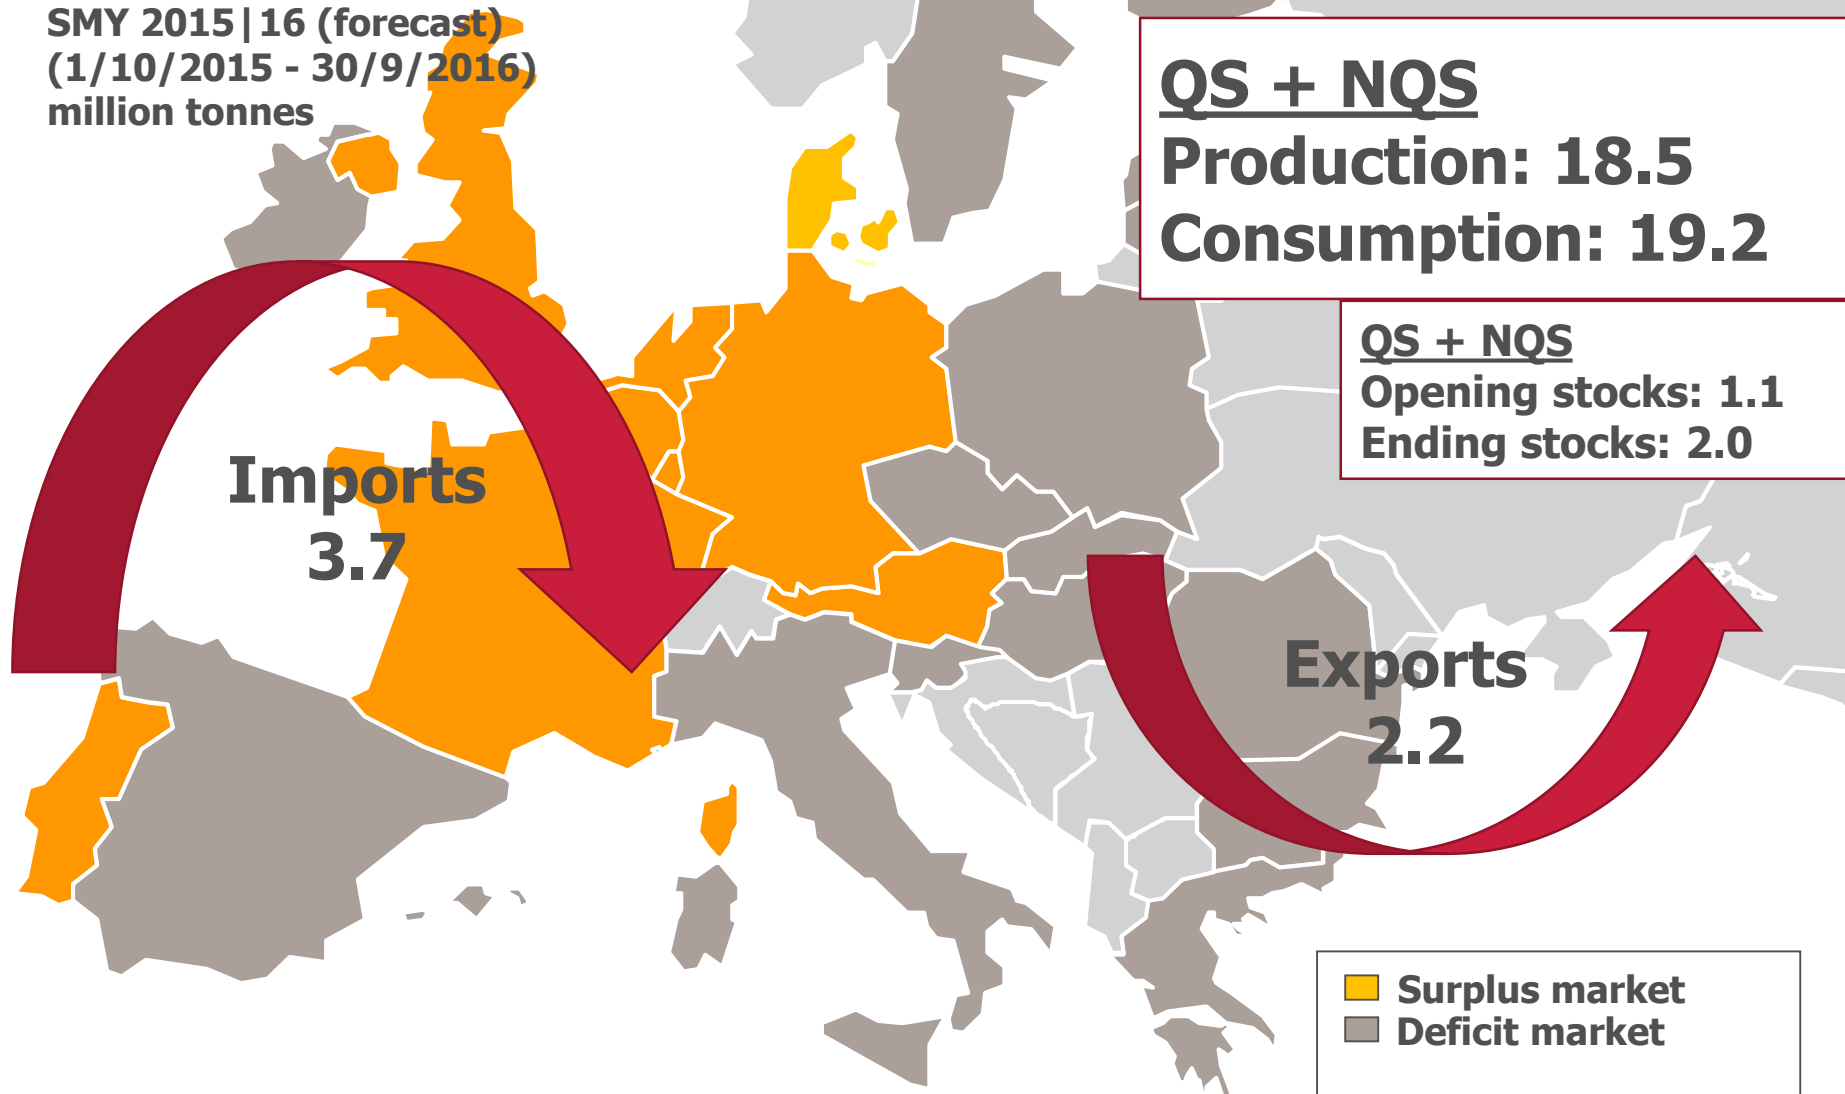 SMY 2015|16 (forecast)
(1/10/2015 - 30/9/2016)
million tonnes
QS + NQS
Production: 18.5
Consumption: 19.2
QS + NQS
Opening stocks: 1.1
Ending stocks: 2.0
Imports
3.7
Exports
2.2
Surplus market
Deficit market